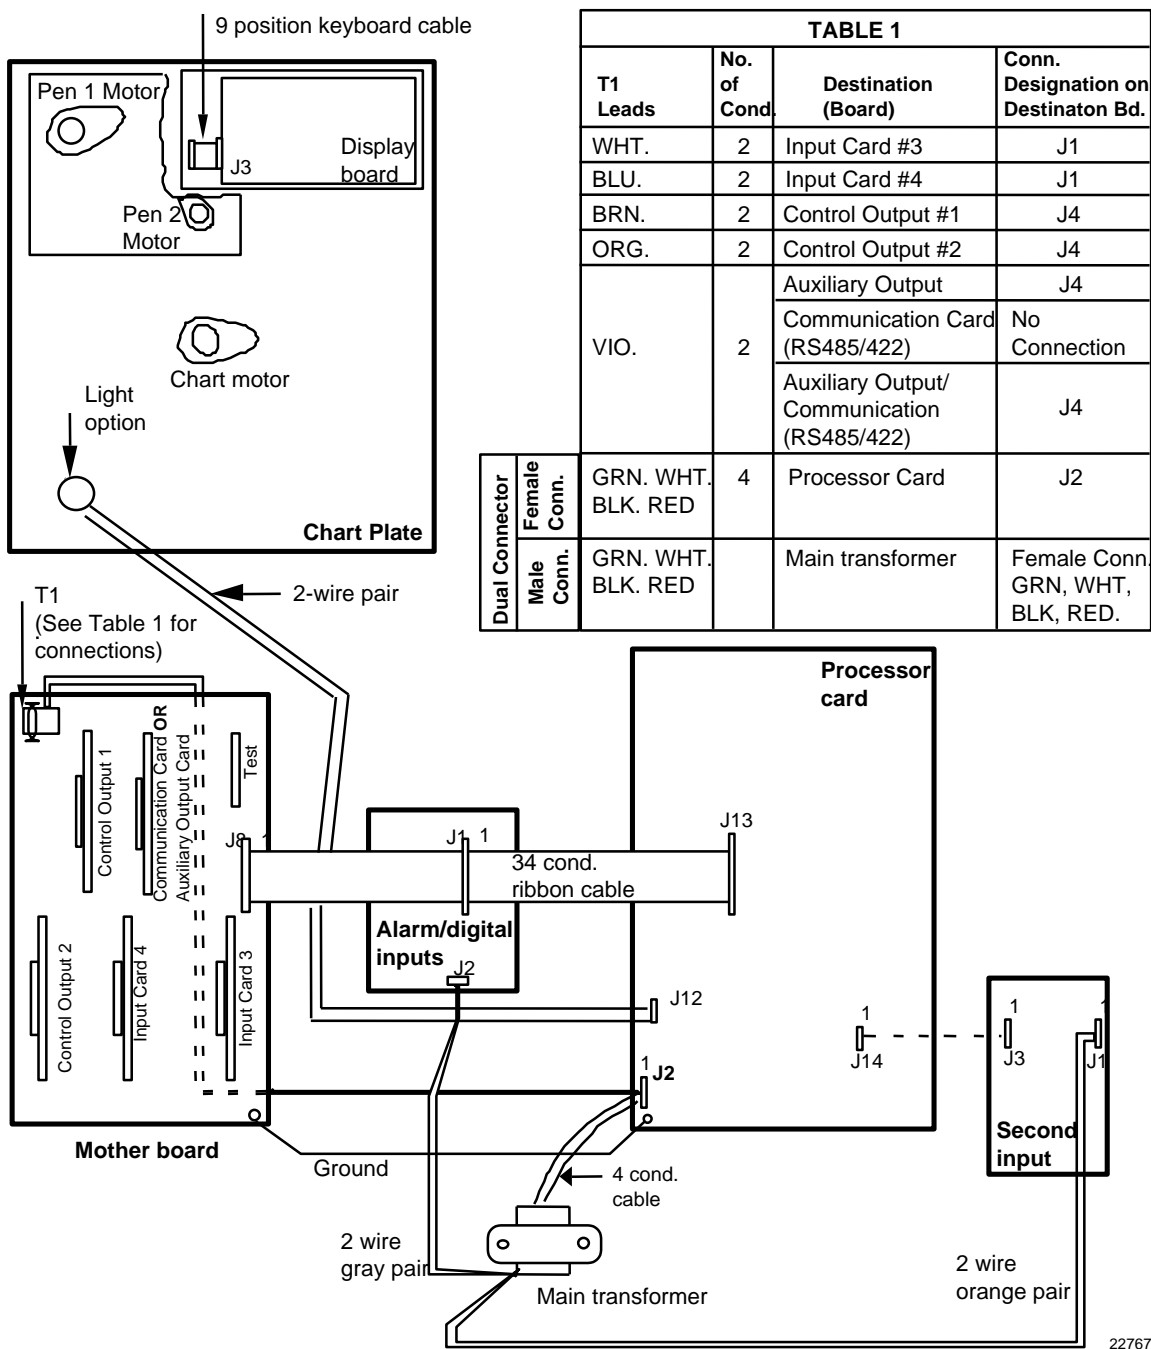 9 position keyboard cable
Pen 1 Motor
J3
Display
board
Pen 2
Motor
Chart motor
Light
option
Chart Plate
2-wire pair
TABLE 1
T1
Leads
No.
of
Cond.
Destination
(Board)
Conn.
Designation on
Destinaton Bd.
WHT. 2 Input Card #3 J1
BLU. 2 Input Card #4 J1
BRN. 2 Control Output #1 J4
ORG. 2 Control Output #2 J4
VIO. 2
Auxiliary Output J4
Communication Card
(RS485/422)
No
Connection
Auxiliary Output/
Communication
(RS485/422)
J4
Dual Connector
Female
Conn.
GRN. WHT.
BLK. RED
4 Processor Card J2
Male
Conn.
GRN. WHT.
BLK. RED
Main transformer
Female Conn.
GRN, WHT,
BLK, RED.
T1
(See Table 1 for
connections)
Control Output 1
Communication Card OR
Auxiliary Output Card
Test
J8 1
Control Output 2
Input Card 4
Input Card 3
Mother board
J1 1
34 cond.
ribbon cable
Alarm/digital
inputs
J2
Processor
card
J13
J12
1
J14
1
J2
1
J3
1
J1
Second
input
Ground
4 cond.
cable
2 wire
gray pair
Main transformer
2 wire
orange pair
22767